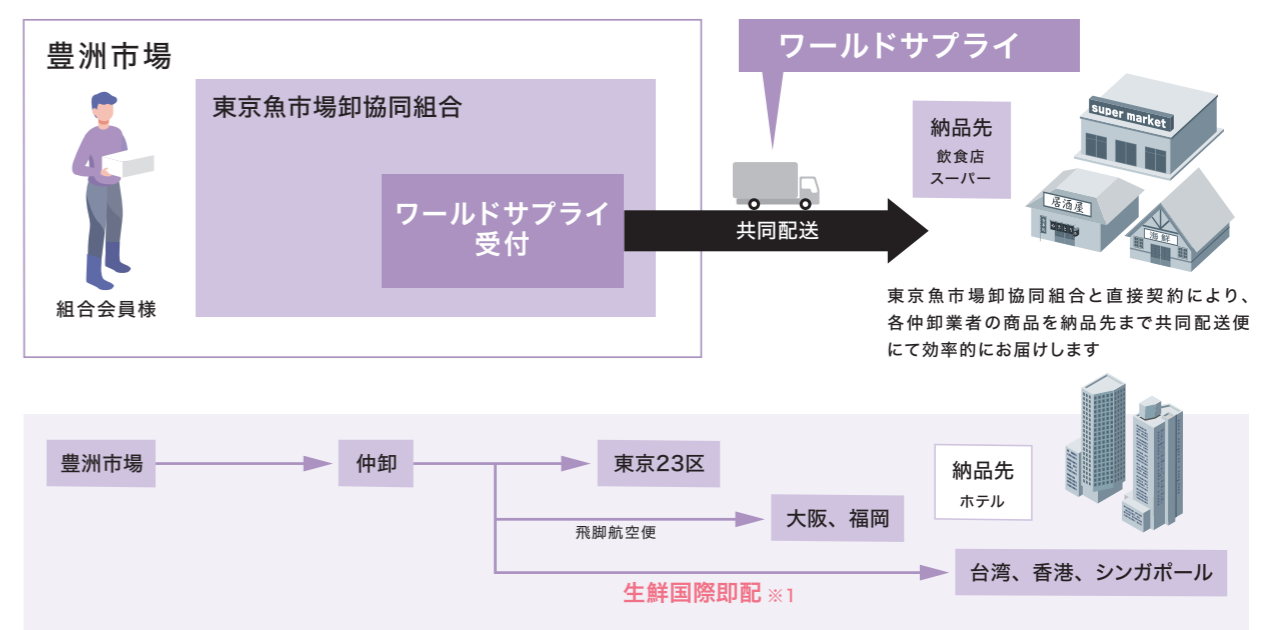 豊洲市場
東京魚市場卸協同組合
ワールドサプライ
受付
組合会員様
ワールドサプライ
共同配送
納品先
飲食店
スーパー
super market
居酒屋
海鮮
東京魚市場卸協同組合と直接契約により、
各仲卸業者の商品を納品先まで共同配送便
にて効率的にお届けします
豊洲市場
仲卸
東京23区
飛脚航空便
大阪、福岡
納品先
ホテル
生鮮国際即配 ※1
台湾、香港、シンガポール